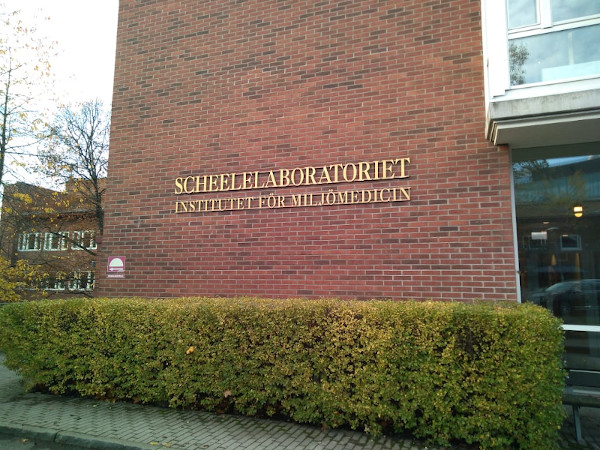 SCHEELELABORATORIET
INSTITUTET FÖR MILJÖMEDICIN